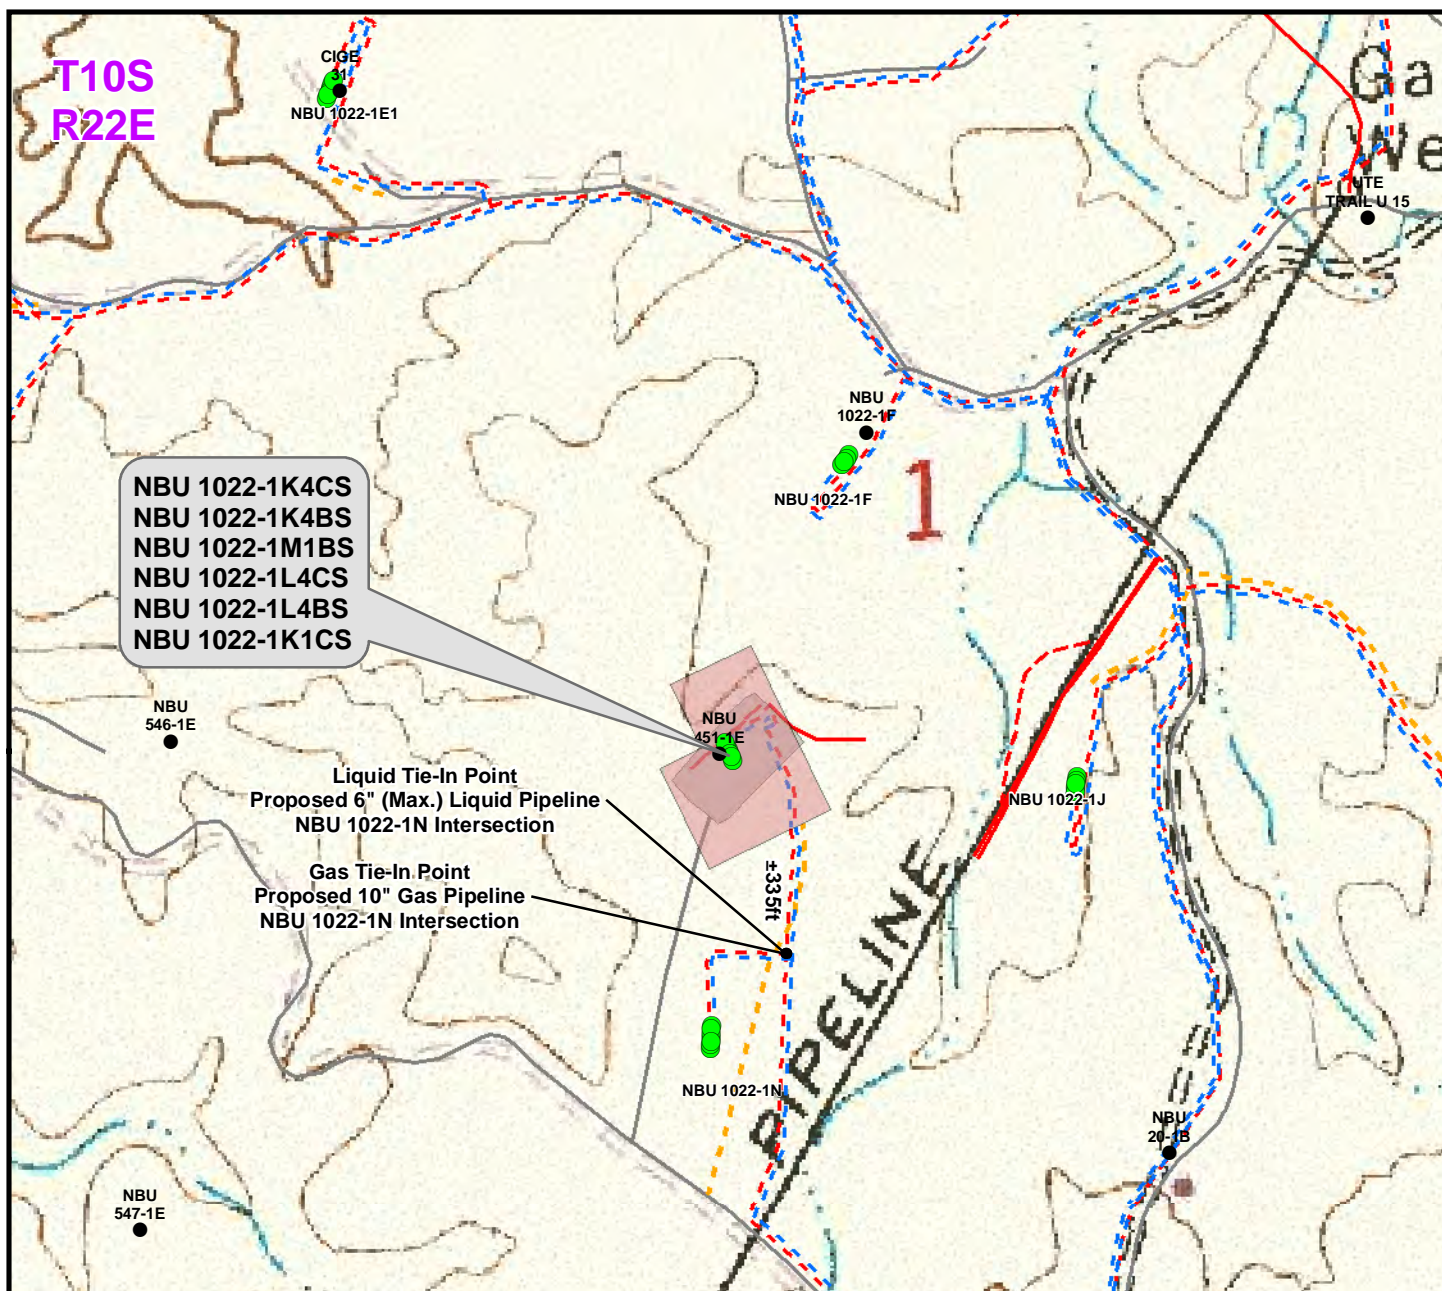 T10S
R22E
CIGE
31
NBU 1022-1E1
Ga
We
UTE
TRAIL U 15
NBU
1022-1F
NBU 1022-1F
1
NBU 1022-1K4CS
NBU 1022-1K4BS
NBU 1022-1M1BS
NBU 1022-1L4CS
NBU 1022-1L4BS
NBU 1022-1K1CS
NBU
546-1E
NBU
451-1E
Liquid Tie-In Point
Proposed 6" (Max.) Liquid Pipeline
NBU 1022-1N Intersection
NBU 1022-1J
Gas Tie-In Point
Proposed 10" Gas Pipeline
NBU 1022-1N Intersection
±335ft
PIPELINE
NBU 1022-1N
NBU
20-1B
NBU
547-1E